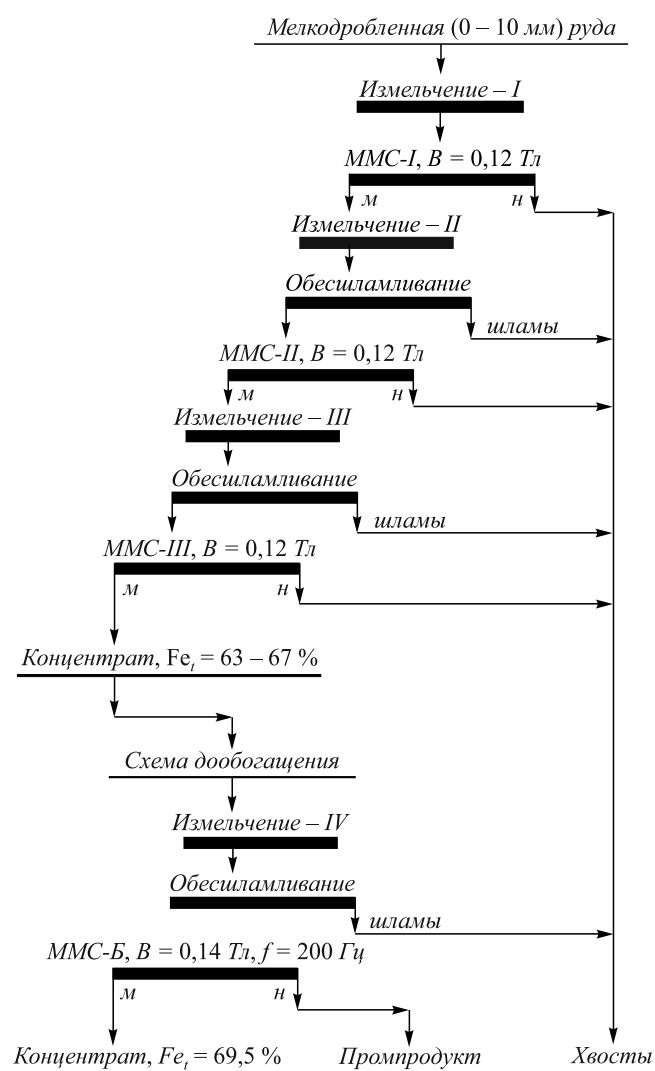 Мелкодробленная (0 – 10 мм) руда
Измельчение – I
ММС-I, B = 0,12 Тл
м
н
Измельчение – II
Обесшламливание
шламы
ММС-II, B = 0,12 Тл
м
н
Измельчение – III
Обесшламливание
шламы
ММС-III, B = 0,12 Тл
м
н
Концентрат, Fet = 63 – 67 %
Схема дообогащения
Измельчение – IV
Обесшламливание
шламы
ММС-Б, B = 0,14 Тл, f = 200 Гц
м
н
Концентрат, Fet = 69,5 %
Промпродукт
Хвосты